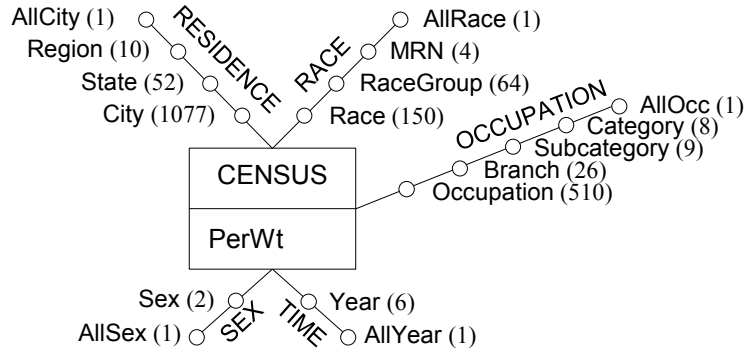 AllCity (1)
Region (10)
State (52)
City (1077)
RESIDENCE
RACE
AllRace (1)
MRN (4)
RaceGroup (64)
Race (150)
OCCUPATION
AllOcc (1)
Category (8)
Subcategory (9)
Branch (26)
Occupation (510)
CENSUS
PerWt
Sex (2)
AllSex (1)
SEX
TIME
Year (6)
AllYear (1)